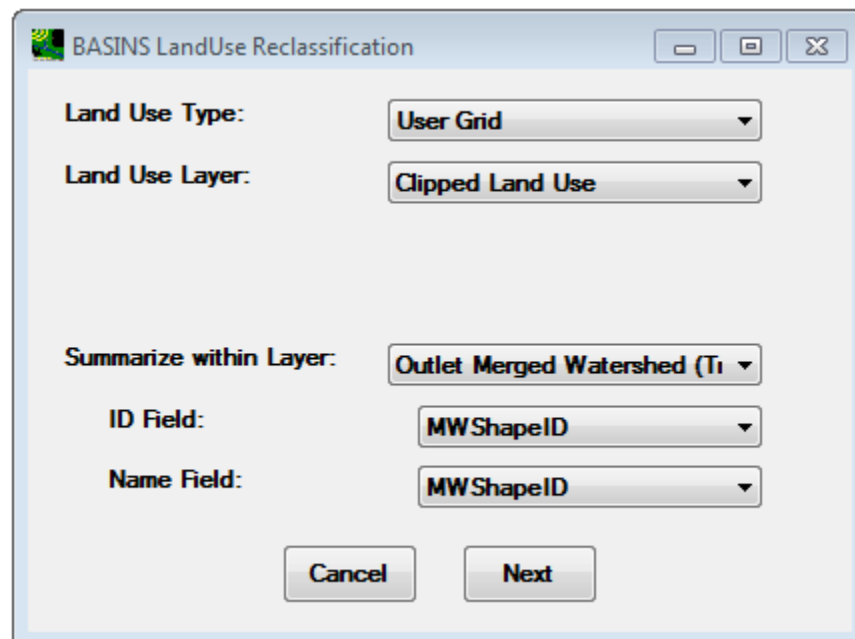 BASINS LandUse Reclassification
Land Use Type: User Grid
Land Use Layer: Clipped Land Use
Summarize within Layer: Outlet Merged Watershed (Tr
ID Field: MWShapeID
Name Field: MWShapeID
Cancel Next